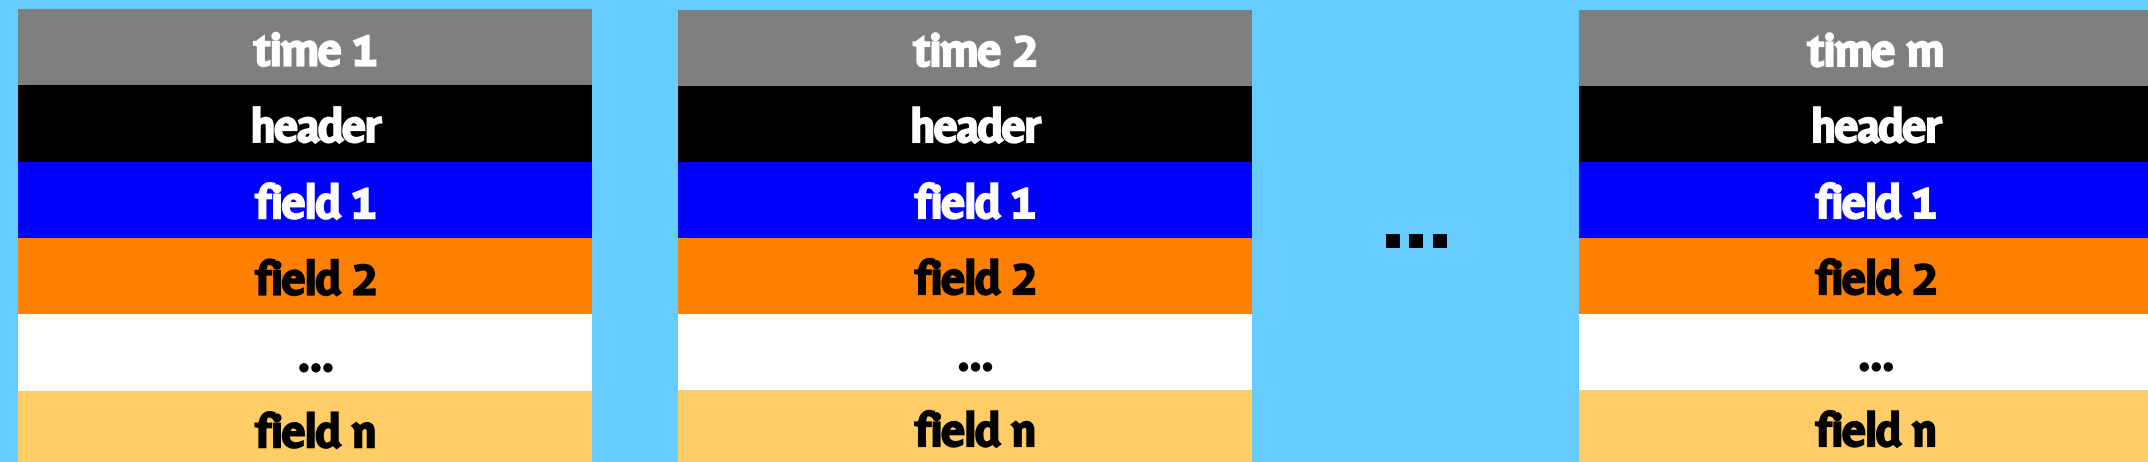 time 1
header
field 1
field 2
...
field n
time 2
header
field 1
field 2
...
field n
...
time m
header
field 1
field 2
...
field n